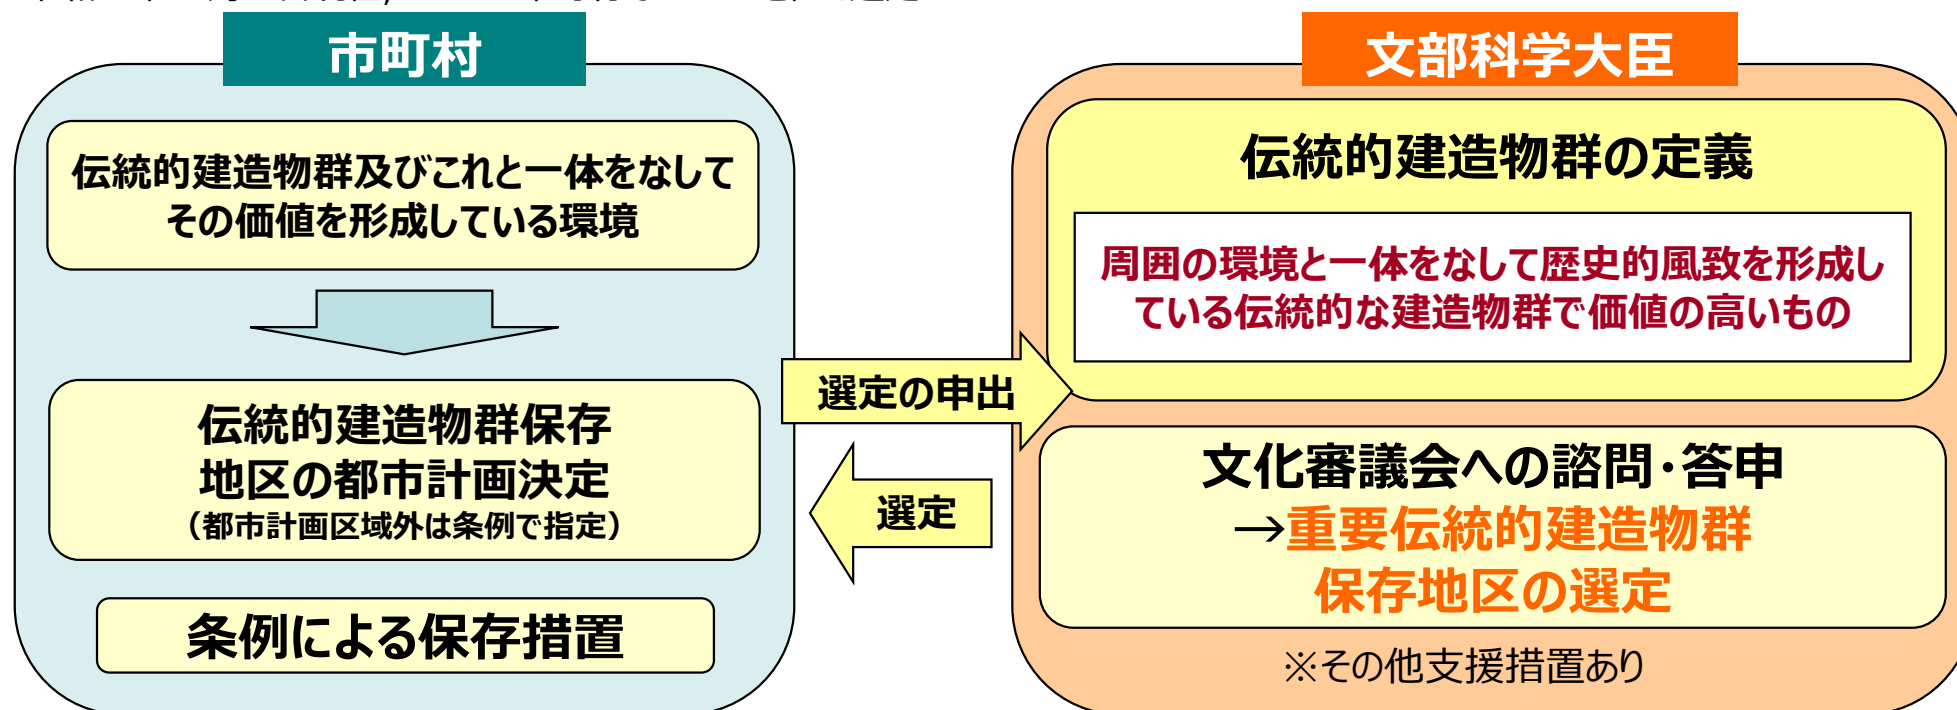 市町村
伝統的建造物群及びこれと一体をなして
その価値を形成している環境
伝統的建造物群保存
地区の都市計画決定
（都市計画区域外は条例で指定）
条例による保存措置
選定の申出
選定
文部科学大臣
伝統的建造物群の定義
周囲の環境と一体をなして歴史的風致を形成し
ている伝統的な建造物群で価値の高いもの
文化審議会への諮問・答申
→重要伝統的建造物群
保存地区の選定
※その他支援措置あり